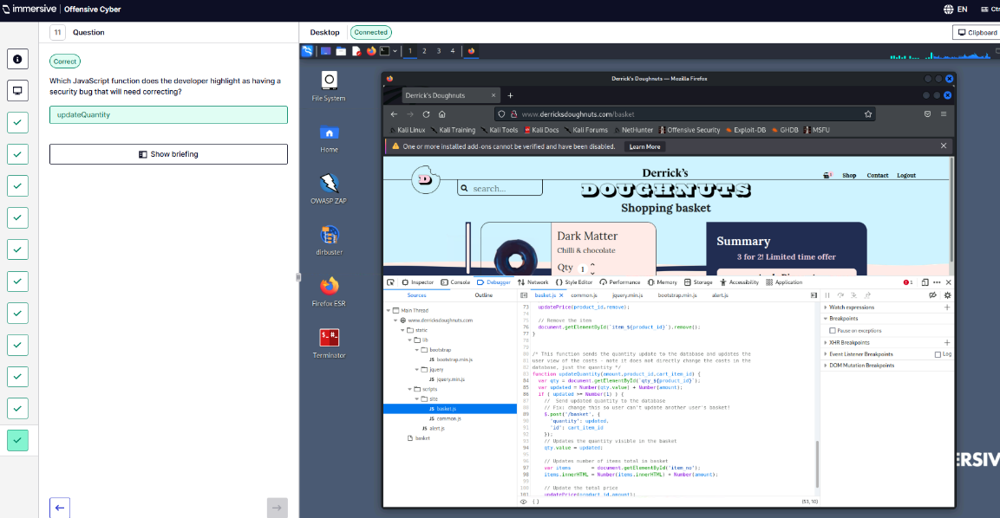 immersive | Offensive Cyber
EN
11 Question
Correct
Which JavaScript function does the developer highlight as having a
security bug that will need correcting?
updateQuantity
Show briefing
Desktop
Connected
Clipboard
1 2 3 4
File System
Home
OWASP ZAP
dirbuster
Firefox ESR
Terminator
Derrick's Doughnuts — Mozilla Firefox
Derrick's Doughnuts
www.derricksdoughnuts.com/basket
Kali Linux Kali Training Kali Tools Kali Docs Kali Forums NetHunter Offensive Security Exploit-DB GHDB MSFU
One or more installed add-ons cannot be verified and have been disabled. Learn More
search...
Derrick's
DOUGHNUTS
Shopping basket
Shop Contact Logout
Dark Matter
Chilli & chocolate
Qty 1
Summary
3 for 2! Limited time offer
Inspector Console Debugger Network Style Editor Performance Memory Storage Accessibility Application 1
Sources Outline
basket.js common.js jquery.min.js bootstrap.min.js alert.js
Main Thread
www.derricksdoughnuts.com
static
lib
bootstrap
JS bootstrap.min.js
jquery
JS jquery.min.js
scripts
site
JS basket.js
JS common.js
JS alert.js
basket
73 updatePrice(product_id,remove);
74
75 // Remove the item
76 document.getElementById(`item_${product_id}`).remove();
77 }
78
79
80 /* This function sends the quantity update to the database and updates the
81 user view of the costs - note it does not directly change the costs in the
82 database, just the quantity */
83 function updateQuantity(amount,product_id,cart_item_id) {
84 var qty = document.getElementById(`qty_${product_id}`);
85 var updated = Number(qty.value) + Number(amount);
86 if ( updated >= Number(1) ) {
87 // Send updated quantity to the database
88 // Fix: change this so user can't update another user's basket!
89 $.post('/basket', {
90 'quantity': updated,
91 'id': cart_item_id
92 });
93 // Updates the quantity visible in the basket
94 qty.value = updated;
95
96 // Updates number of items total in basket
97 var items = document.getElementById('item_no');
98 items.innerHTML = Number(items.innerHTML) + Number(amount);
99
100 // Update the total price
101 updatePrice(product_id,amount);
{ }
(53, 10)
Watch expressions
Breakpoints
Pause on exceptions
XHR Breakpoints
Event Listener Breakpoints Log
DOM Mutation Breakpoints